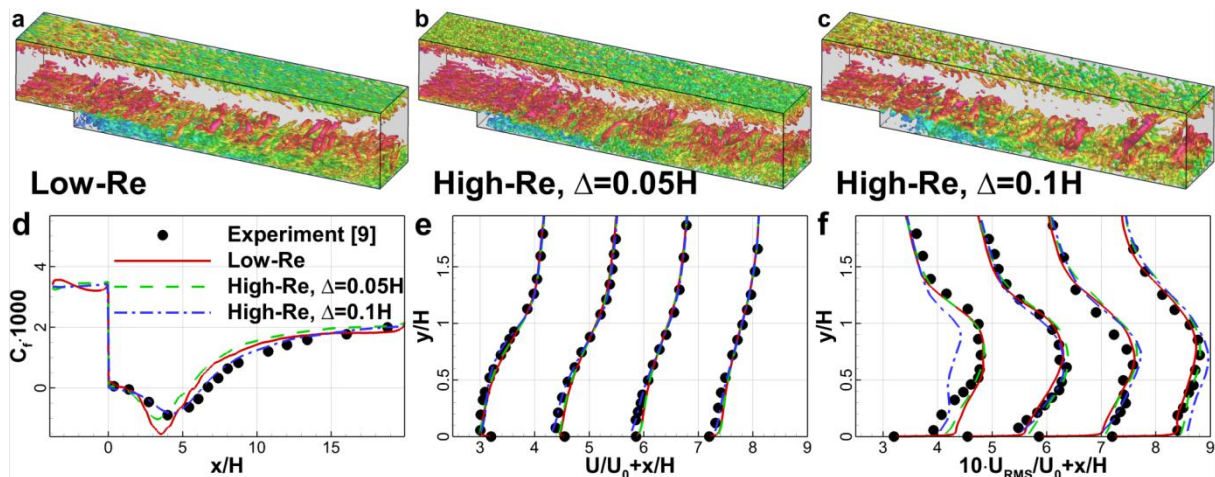 a
b
c
Low-Re
High-Re, Δ=0.05H
High-Re, Δ=0.1H
d
Experiment [9]
Low-Re
High-Re, Δ=0.05H
High-Re, Δ=0.1H
4
2
0
C_f·1000
0
5
10
15
x/H
e
1.5
1
0.5
0
y/H
3
4
5
6
7
8
9
U/U₀+x/H
f
1.5
1
0.5
0
y/H
3
4
5
6
7
8
9
10·U_RMS/U₀+x/H